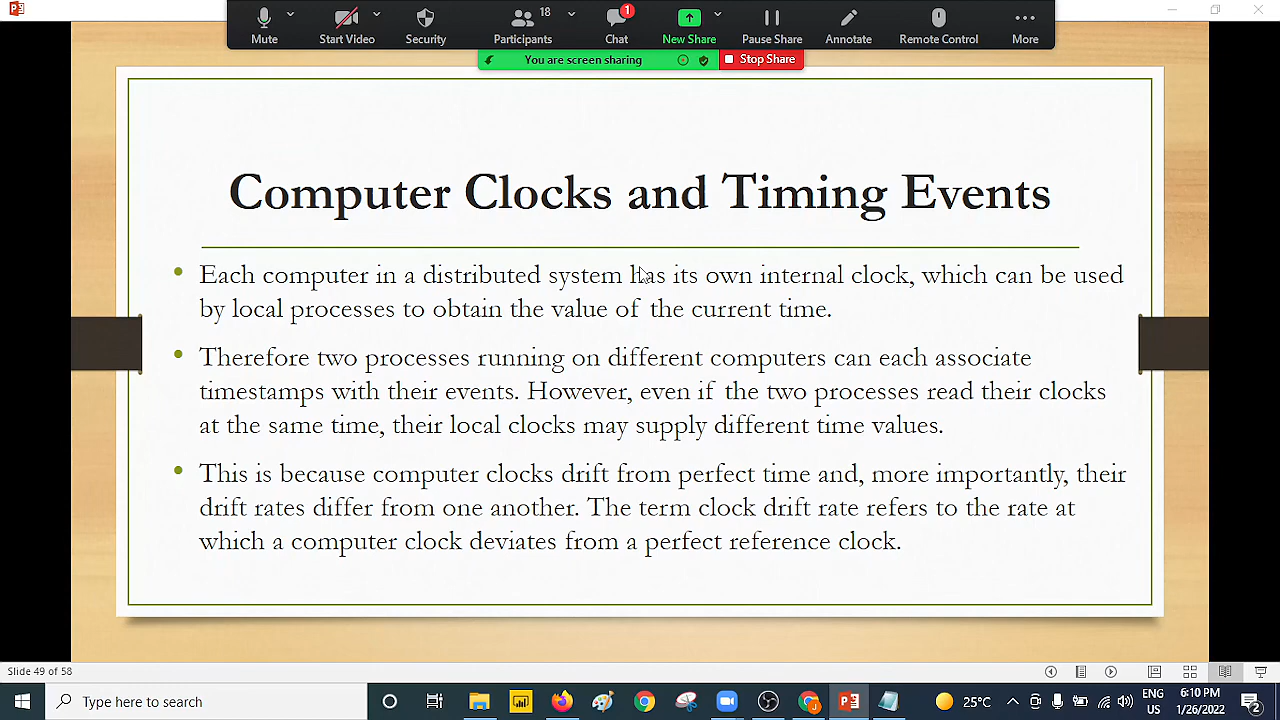 Mute
Start Video
Security
18
Participants
1
Chat
New Share
Pause Share
Annotate
Remote Control
More
You are screen sharing
Stop Share
Computer Clocks and Timing Events
Each computer in a distributed system has its own internal clock, which can be used
by local processes to obtain the value of the current time.
Therefore two processes running on different computers can each associate
timestamps with their events. However, even if the two processes read their clocks
at the same time, their local clocks may supply different time values.
This is because computer clocks drift from perfect time and, more importantly, their
drift rates differ from one another. The term clock drift rate refers to the rate at
which a computer clock deviates from a perfect reference clock.
Slide 49 of 58
Type here to search
25°C
ENG
US
6:10 PM
1/26/2022
2